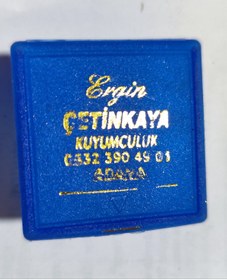 Ergin
ÇETİNKAYA
KUYUMCULUK
0532 390 49 01
ADANA